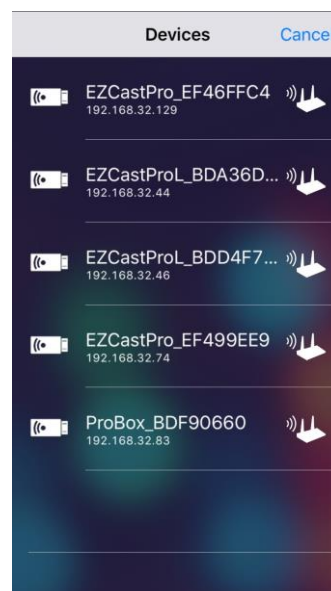 Devices Cance
EZCastPro_EF46FFC4
192.168.32.129
EZCastProL_BDA36D...
192.168.32.44
EZCastProL_BDD4F7...
192.168.32.46
EZCastPro_EF499EE9
192.168.32.74
ProBox_BDF90660
192.168.32.83